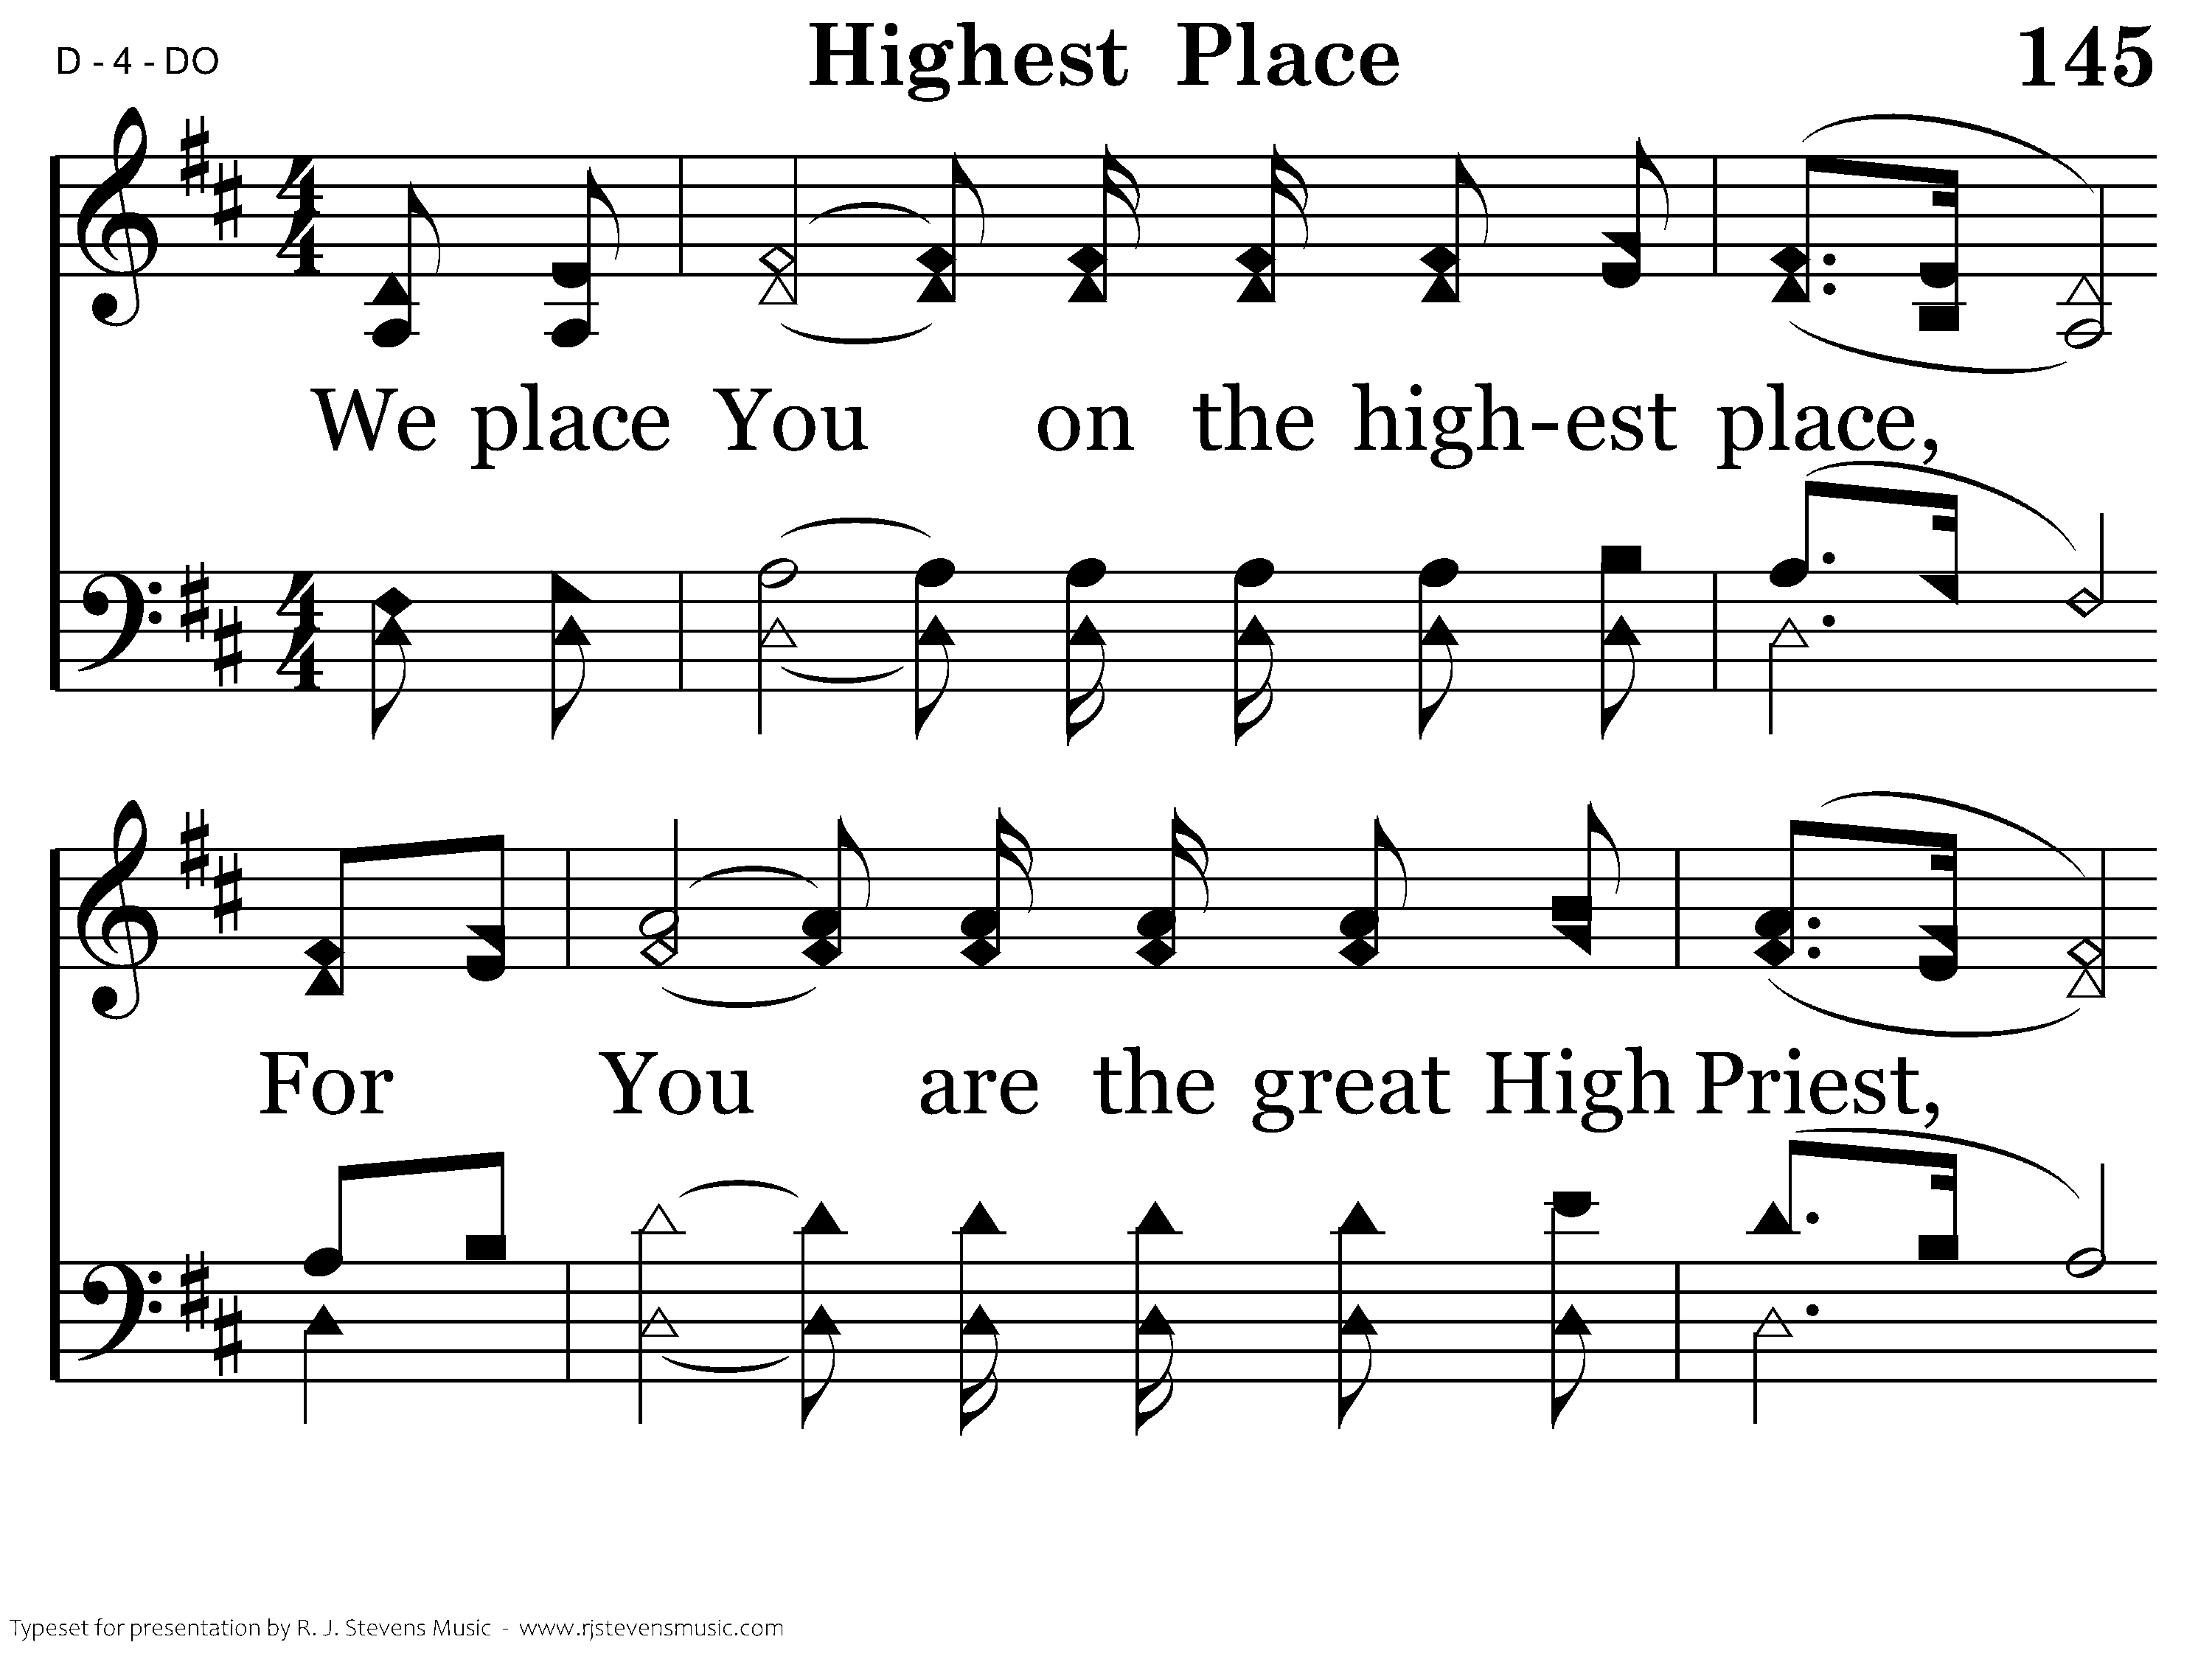 D - 4 - DO
Highest Place
145
We place You on the high-est place,
For You are the great High Priest,
Typeset for presentation by R. J. Stevens Music - www.rjstevensmusic.com